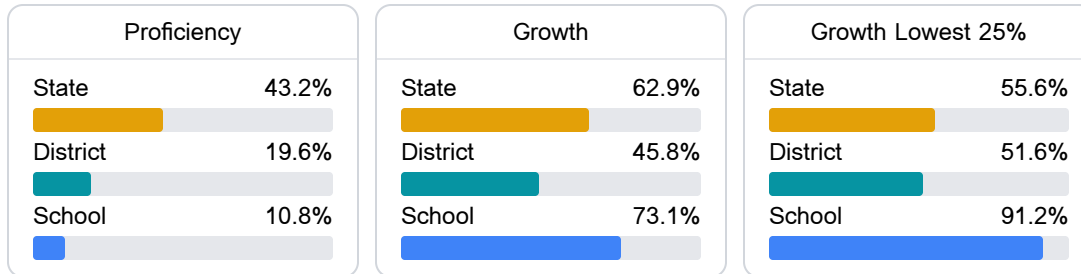 Proficiency
State 43.2%
District 19.6%
School 10.8%
Growth
State 62.9%
District 45.8%
School 73.1%
Growth Lowest 25%
State 55.6%
District 51.6%
School 91.2%